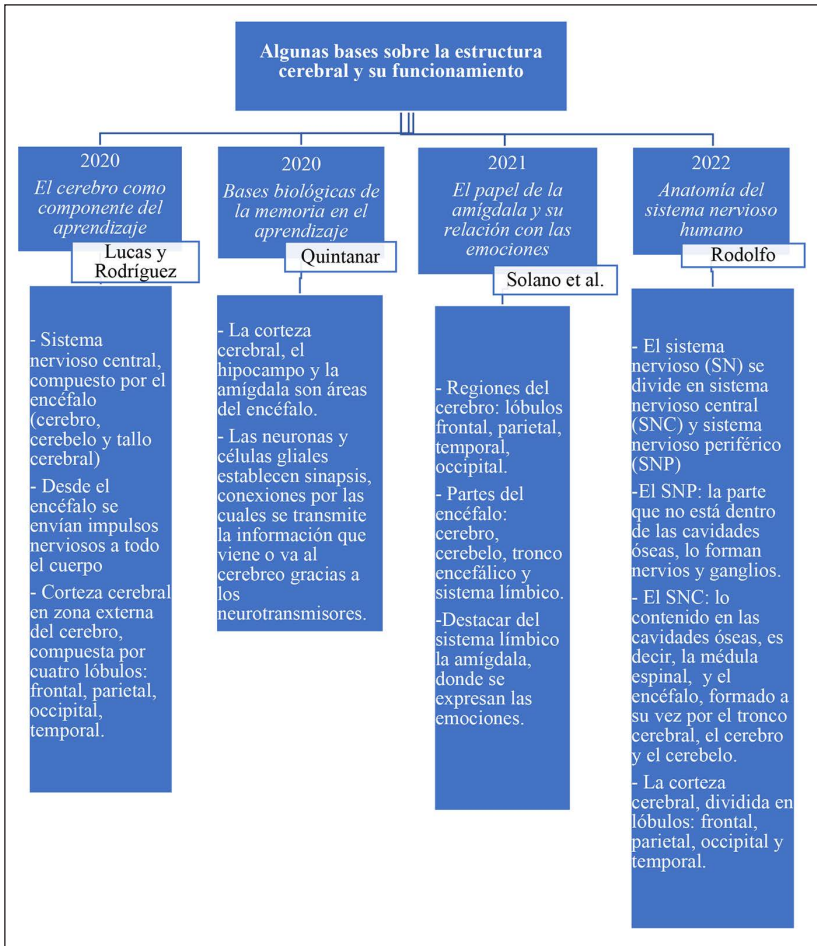 Algunas bases sobre la estructura
cerebral y su funcionamiento
2020
El cerebro como
componente del
aprendizaje
Lucas y
Rodríguez
- Sistema
nervioso central,
compuesto por el
encéfalo
(cerebro,
cerebelo y tallo
cerebral)
- Desde el
encéfalo se
envían impulsos
nerviosos a todo
el cuerpo
- Corteza cerebral
en zona externa
del cerebro,
compuesta por
cuatro lóbulos:
frontal, parietal,
occipital,
temporal.
2020
Bases biológicas de
la memoria en el
aprendizaje
Quintanar
- La corteza
cerebral, el
hipocampo y la
amígdala son áreas
del encéfalo.
- Las neuronas y
células gliales
establecen sinapsis,
conexiones por las
cuales se transmite
la información que
viene o va al
cerebreo gracias a
los
neurotransmisores.
2021
El papel de la
amígdala y su
relación con las
emociones
Solano et al.
- Regiones del
cerebro: lóbulos
frontal, parietal,
temporal,
occipital.
- Partes del
encéfalo:
cerebro,
cerebelo, tronco
encefálico y
sistema límbico.
-Destacar del
sistema límbico
la amígdala,
donde se
expresan las
emociones.
2022
Anatomía del
sistema nervioso
humano
Rodolfo
- El sistema
nervioso (SN) se
divide en sistema
nervioso central
(SNC) y sistema
nervioso periférico
(SNP)
-El SNP: la parte
que no está dentro
de las cavidades
óseas, lo forman
nervios y ganglios.
- El SNC: lo
contenido en las
cavidades óseas, es
decir, la médula
espinal, y el
encéfalo, formado a
su vez por el tronco
cerebral, el cerebro
y el cerebelo.
- La corteza
cerebral, dividida en
lóbulos: frontal,
parietal, occipital y
temporal.